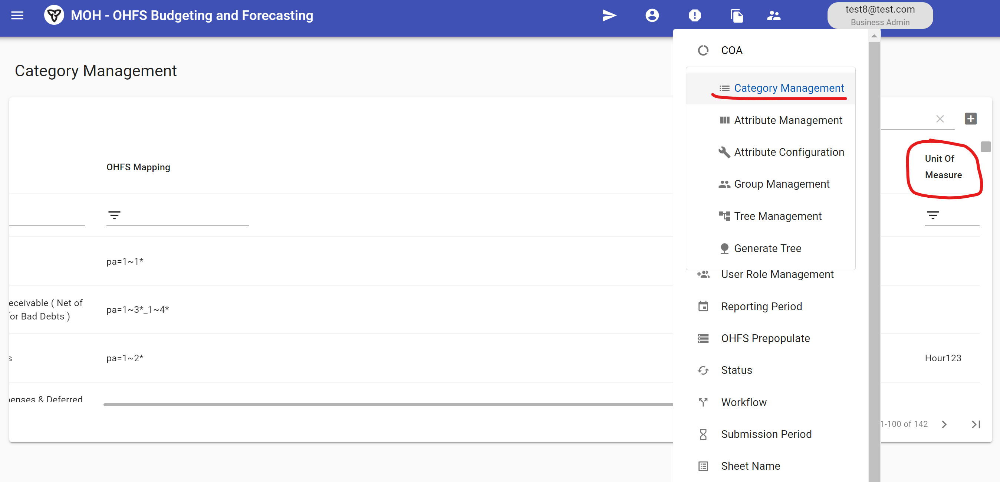 MOH - OHFS Budgeting and Forecasting
test8@test.com
Business Admin
Category Management
COA
Category Management
Attribute Management
Attribute Configuration
Group Management
Tree Management
Generate Tree
User Role Management
Reporting Period
OHFS Prepopulate
Status
Workflow
Submission Period
Sheet Name
OHFS Mapping
Unit Of
Measure
pa=1~1*
eceivable ( Net of
or Bad Debts )
pa=1~3*_1~4*
s
pa=1~2*
Hour123
enses & Deferred
1-100 of 142